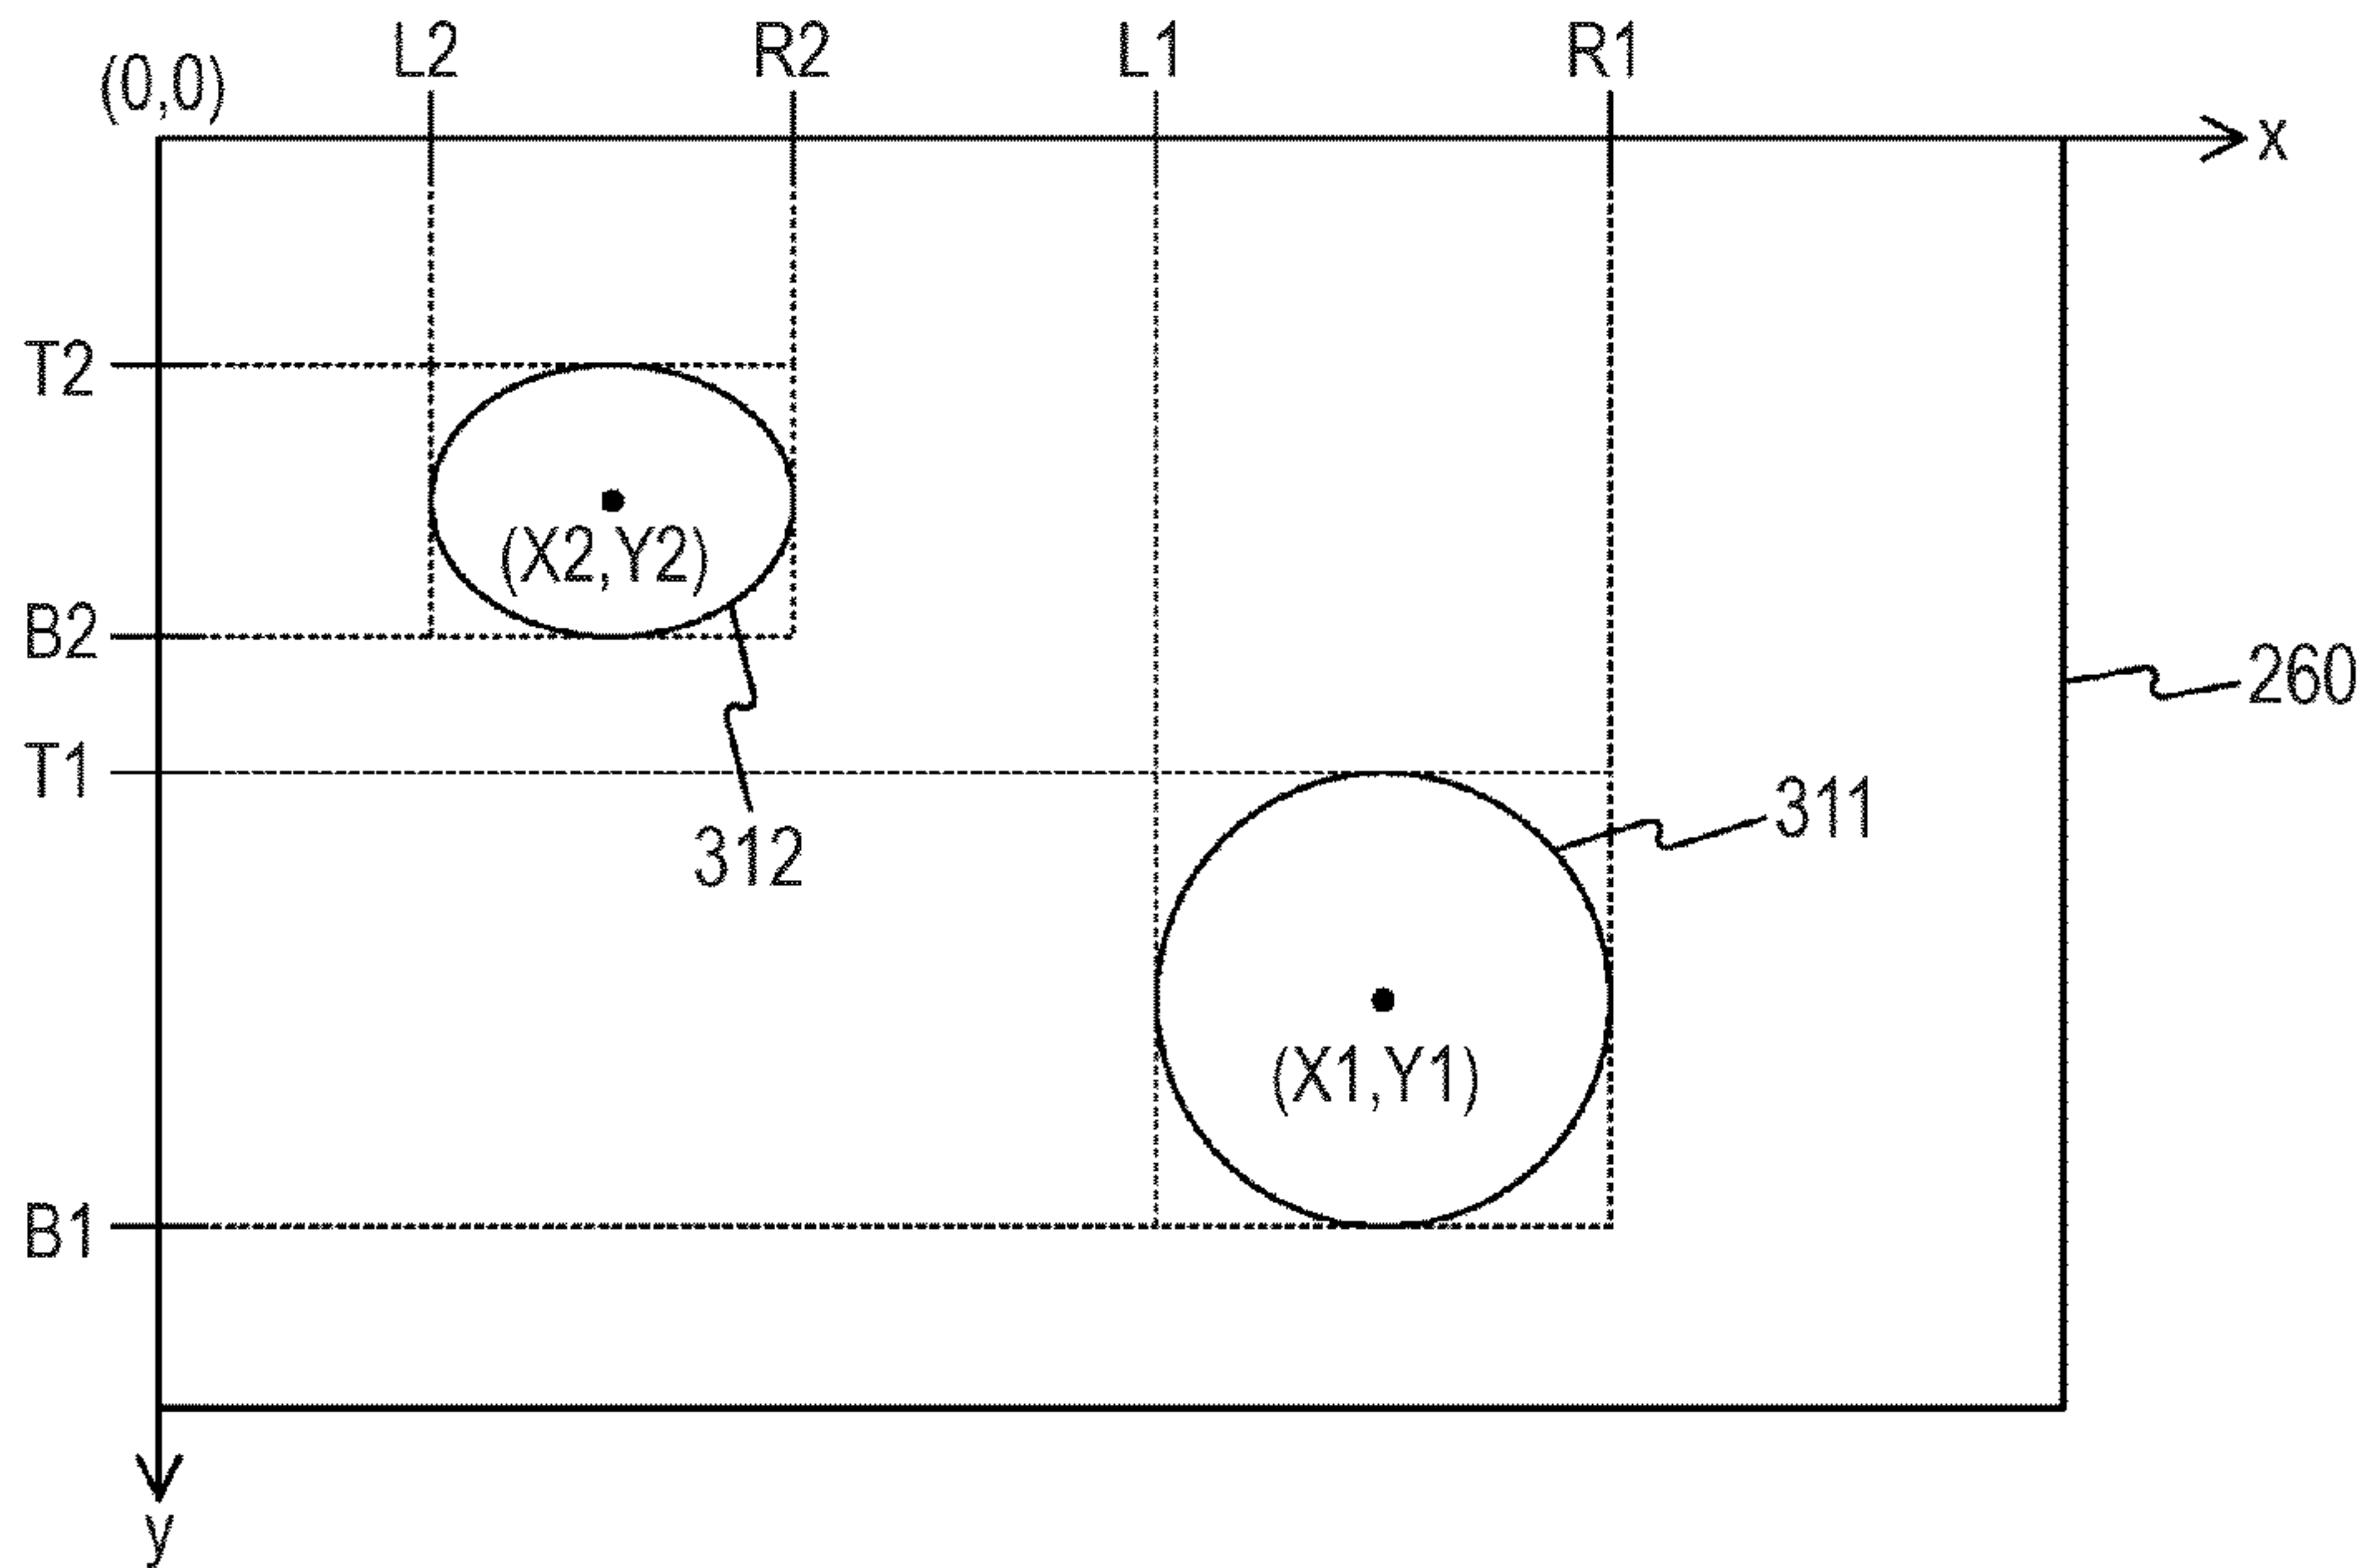 L2
R2
L1
R1
(0,0)
x
T2
(X2,Y2)
B2
260
T1
311
312
(X1,Y1)
B1
y